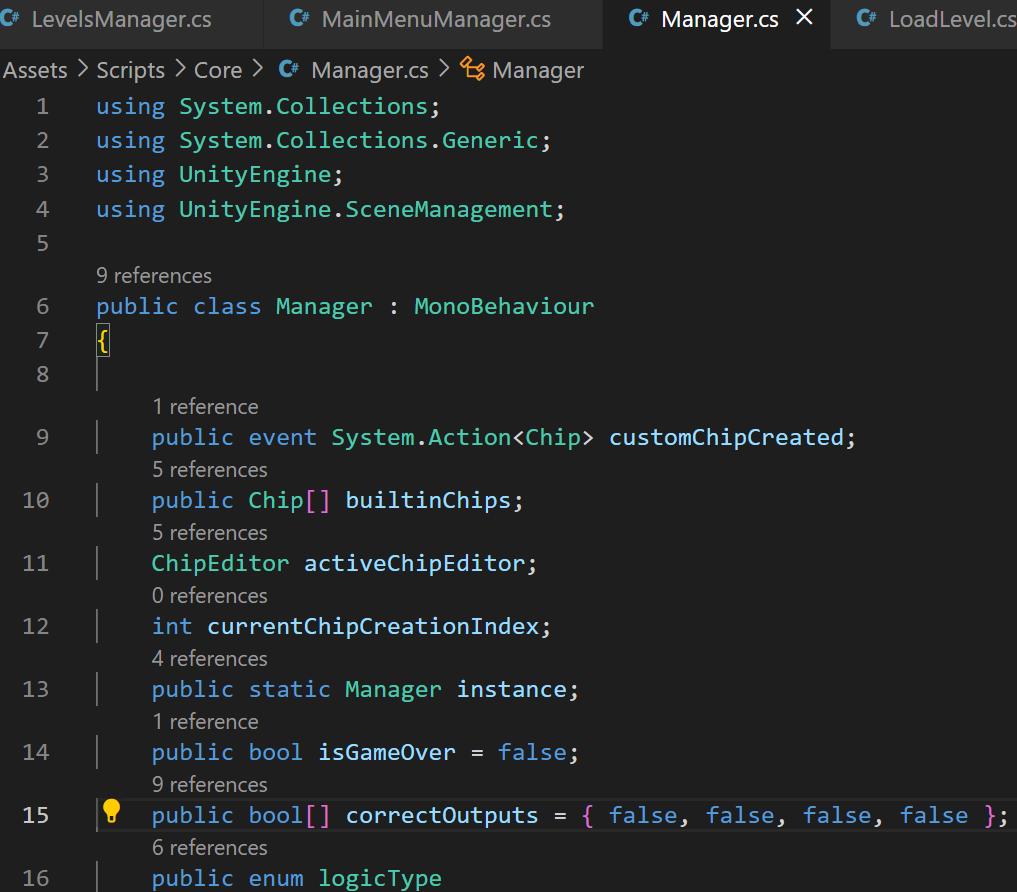 C# LevelsManager.cs C# MainMenuManager.cs C# Manager.cs × C# LoadLevel.cs
Assets > Scripts > Core > C# Manager.cs > Manager
1 using System.Collections;
2 using System.Collections.Generic;
3 using UnityEngine;
4 using UnityEngine.SceneManagement;
5
9 references
6 public class Manager : MonoBehaviour
7 {
8
1 reference
9 public event System.Action<Chip> customChipCreated;
5 references
10 public Chip[] builtinChips;
5 references
11 ChipEditor activeChipEditor;
0 references
12 int currentChipCreationIndex;
4 references
13 public static Manager instance;
1 reference
14 public bool isGameOver = false;
9 references
15 public bool[] correctOutputs = { false, false, false, false };
6 references
16 public enum logicType